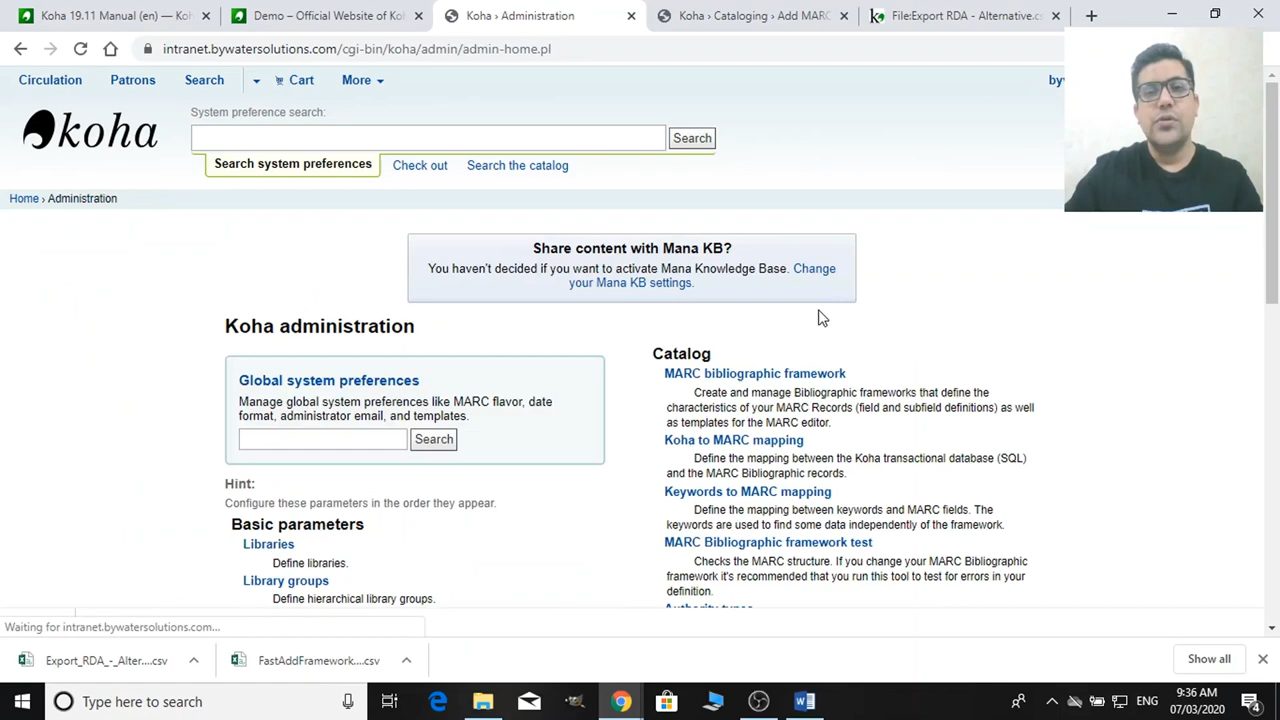 Koha 19.11 Manual (en) — Koh
Demo – Official Website of Koh
Koha › Administration
Koha › Cataloging › Add MARC
File:Export RDA - Alternative.cs
intranet.bywatersolutions.com/cgi-bin/koha/admin/admin-home.pl
Circulation Patrons Search Cart More by
System preference search:
koha
Search
Search system preferences Check out Search the catalog
Home › Administration
Share content with Mana KB?
You haven't decided if you want to activate Mana Knowledge Base. Change
your Mana KB settings.
Koha administration
Global system preferences
Manage global system preferences like MARC flavor, date
format, administrator email, and templates.
Search
Hint:
Configure these parameters in the order they appear.
Basic parameters
Libraries
Define libraries.
Library groups
Define hierarchical library groups.
Catalog
MARC bibliographic framework
Create and manage Bibliographic frameworks that define the
characteristics of your MARC Records (field and subfield definitions) as well
as templates for the MARC editor.
Koha to MARC mapping
Define the mapping between the Koha transactional database (SQL)
and the MARC Bibliographic records.
Keywords to MARC mapping
Define the mapping between keywords and MARC fields. The
keywords are used to find some data independently of the framework.
MARC Bibliographic framework test
Checks the MARC structure. If you change your MARC Bibliographic
framework it's recommended that you run this tool to test for errors in your
definition.
Authority types
Waiting for intranet.bywatersolutions.com...
Export_RDA_-_Alter....csv
FastAddFramework....csv
Show all
Type here to search
ENG
9:36 AM
07/03/2020
4